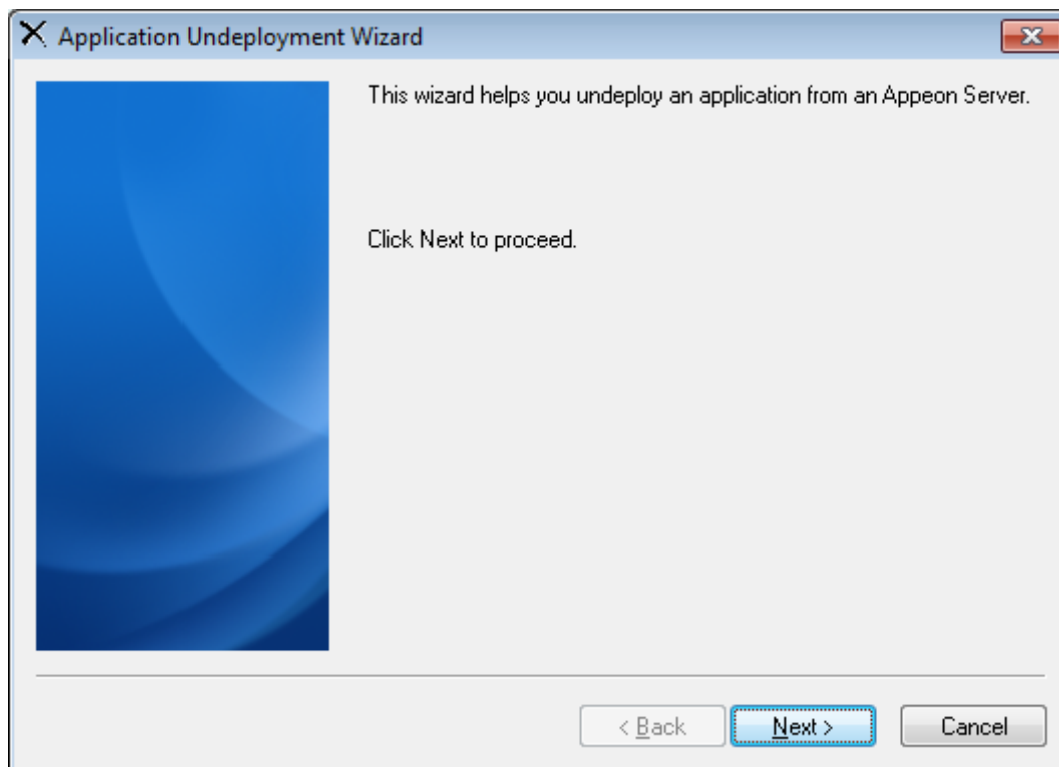 Application Undeployment Wizard
This wizard helps you undeploy an application from an Appeon Server.
Click Next to proceed.
< Back
Next >
Cancel